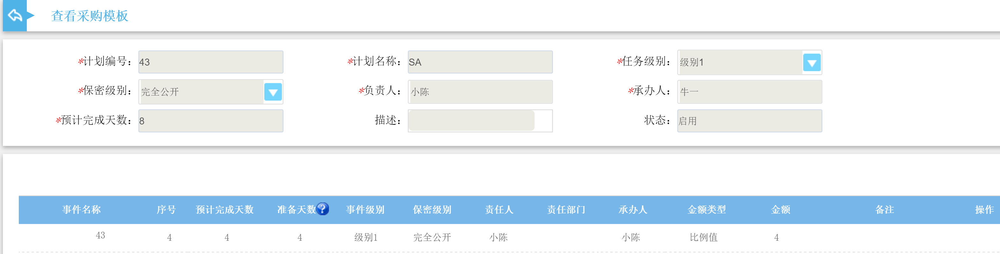 查看采购模板
*计划编号：43 *计划名称：SA *任务级别：级别1
*保密级别：完全公开 *负责人：小陈 *承办人：牛一
*预计完成天数：8 描述： 状态：启用
事件名称 序号 预计完成天数 准备天数? 事件级别 保密级别 责任人 责任部门 承办人 金额类型 金额 备注 操作
43 4 4 4 级别1 完全公开 小陈 小陈 比例值 4